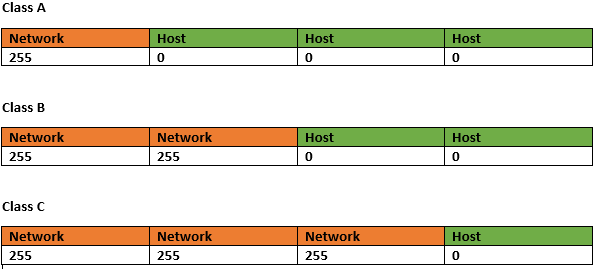 Class A
Network Host Host Host
255 0 0 0
Class B
Network Network Host Host
255 255 0 0
Class C
Network Network Network Host
255 255 255 0